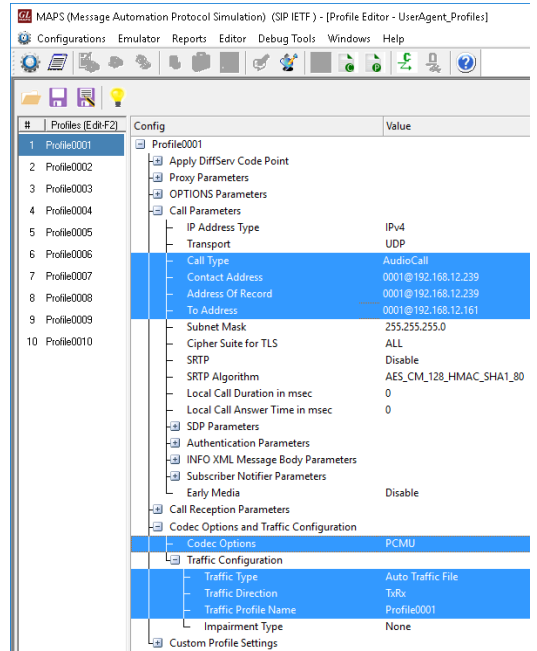 GL MAPS (Message Automation Protocol Simulation) (SIP IETF ) - [Profile Editor - UserAgent_Profiles]
Configurations Emulator Reports Editor Debug Tools Windows Help
# Profiles (Edit-F2) Config Value
1 Profile0001
2 Profile0002
3 Profile0003
4 Profile0004
5 Profile0005
6 Profile0006
7 Profile0007
8 Profile0008
9 Profile0009
10 Profile0010
Profile0001
Apply DiffServ Code Point
Proxy Parameters
OPTIONS Parameters
Call Parameters
IP Address Type IPv4
Transport UDP
Call Type AudioCall
Contact Address 0001@192.168.12.239
Address Of Record 0001@192.168.12.239
To Address 0001@192.168.12.161
Subnet Mask 255.255.255.0
Cipher Suite for TLS ALL
SRTP Disable
SRTP Algorithm AES_CM_128_HMAC_SHA1_80
Local Call Duration in msec 0
Local Call Answer Time in msec 0
SDP Parameters
Authentication Parameters
INFO XML Message Body Parameters
Subscriber Notifier Parameters
Early Media Disable
Call Reception Parameters
Codec Options and Traffic Configuration
Codec Options PCMU
Traffic Configuration
Traffic Type Auto Traffic File
Traffic Direction TxRx
Traffic Profile Name Profile0001
Impairment Type None
Custom Profile Settings